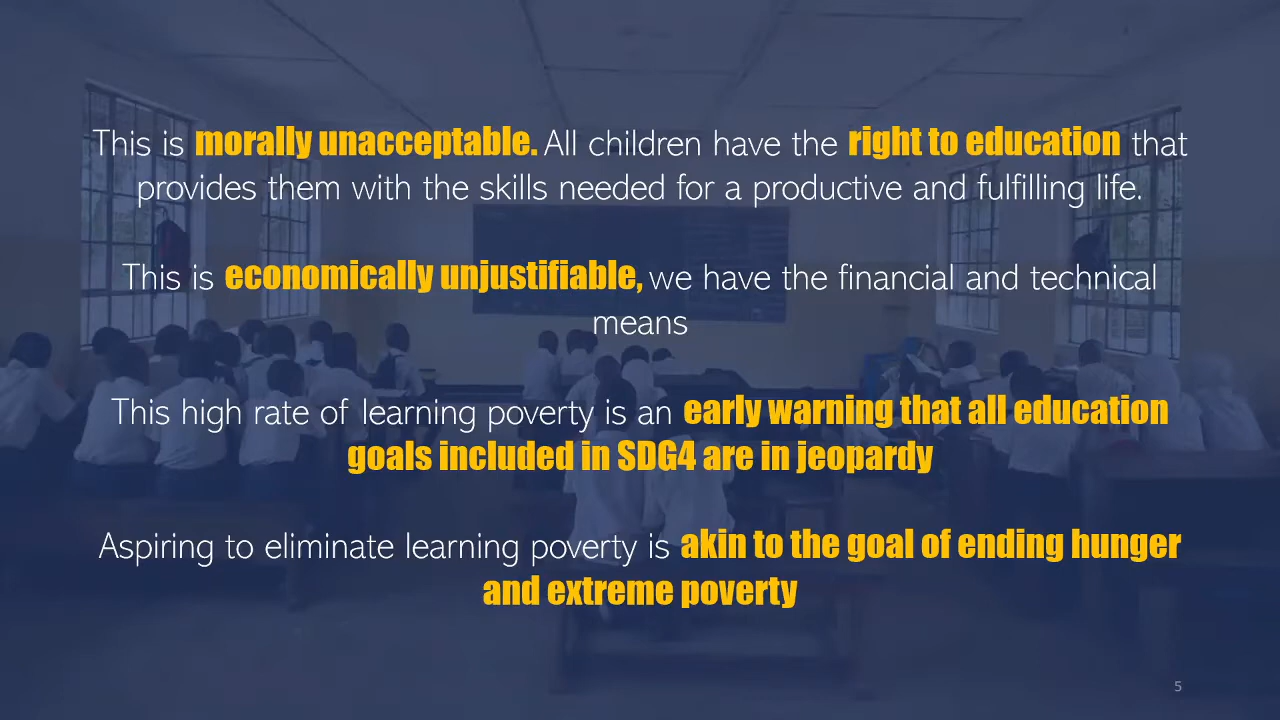 This is morally unacceptable. All children have the right to education that
provides them with the skills needed for a productive and fulfilling life.
This is economically unjustifiable, we have the financial and technical
means
This high rate of learning poverty is an early warning that all education
goals included in SDG4 are in jeopardy
Aspiring to eliminate learning poverty is akin to the goal of ending hunger
and extreme poverty
5